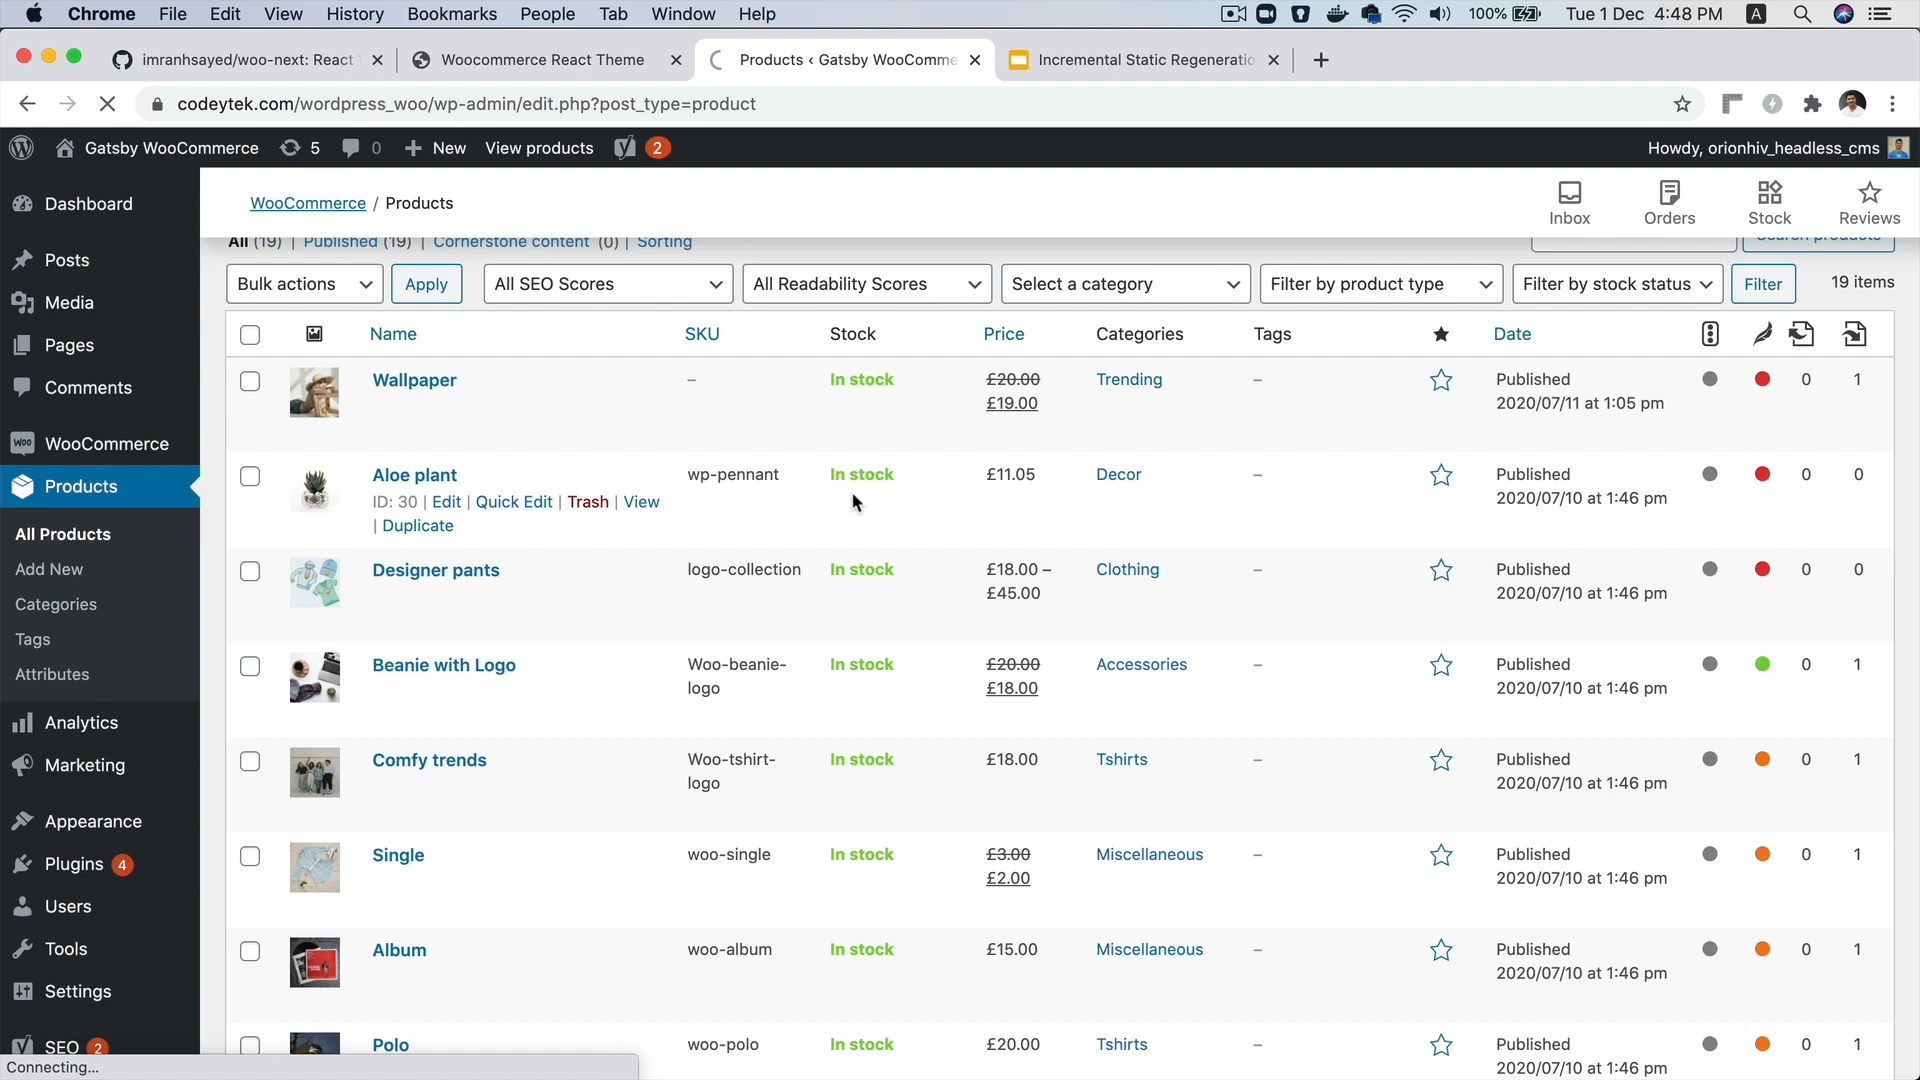 Chrome File Edit View History Bookmarks People Tab Window Help 100% Tue 1 Dec 4:48 PM A
imranhsayed/woo-next: React Woocommerce React Theme Products ‹ Gatsby WooComme Incremental Static Regeneratio
codeytek.com/wordpress_woo/wp-admin/edit.php?post_type=product
Gatsby WooCommerce 5 0 New View products 2 Howdy, orionhiv_headless_cms
Dashboard
Posts
Media
Pages
Comments
WooCommerce
Products
All Products
Add New
Categories
Tags
Attributes
Analytics
Marketing
Appearance
Plugins 4
Users
Tools
Settings
SEO 2
Connecting...
WooCommerce / Products
Inbox Orders Stock Reviews
All (19) | Published (19) | Cornerstone content (0) | Sorting
Search products
Bulk actions Apply All SEO Scores All Readability Scores Select a category Filter by product type Filter by stock status Filter 19 items
Name SKU Stock Price Categories Tags Date
Wallpaper – In stock £20.00 Trending – Published 0 1
£19.00 2020/07/11 at 1:05 pm
Aloe plant wp-pennant In stock £11.05 Decor – Published 0 0
ID: 30 | Edit | Quick Edit | Trash | View 2020/07/10 at 1:46 pm
| Duplicate
Designer pants logo-collection In stock £18.00 – Clothing – Published 0 0
£45.00 2020/07/10 at 1:46 pm
Beanie with Logo Woo-beanie- In stock £20.00 Accessories – Published 0 1
logo £18.00 2020/07/10 at 1:46 pm
Comfy trends Woo-tshirt- In stock £18.00 Tshirts – Published 0 1
logo 2020/07/10 at 1:46 pm
Single woo-single In stock £3.00 Miscellaneous – Published 0 1
£2.00 2020/07/10 at 1:46 pm
Album woo-album In stock £15.00 Miscellaneous – Published 0 1
2020/07/10 at 1:46 pm
Polo woo-polo In stock £20.00 Tshirts – Published 0 1
2020/07/10 at 1:46 pm